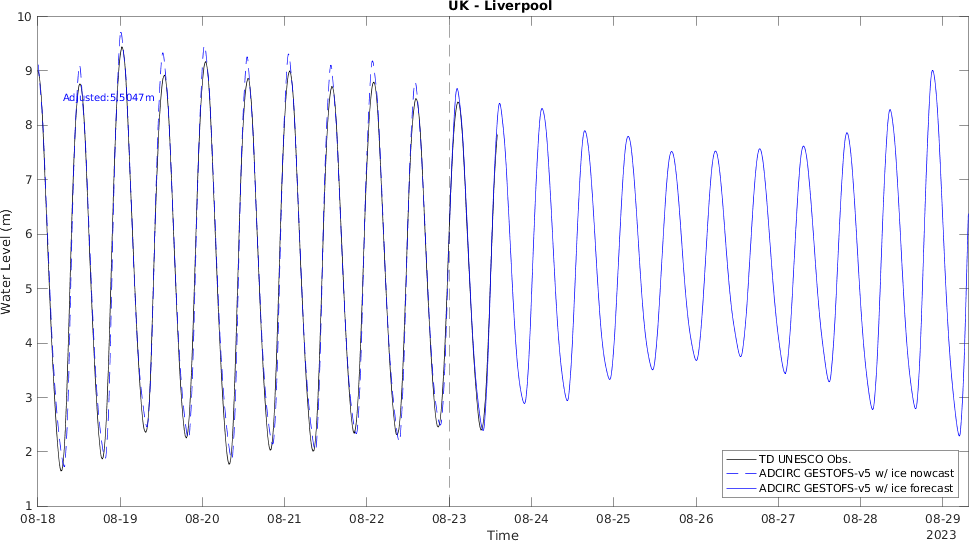 UK - Liverpool
10
9
8
7
6
5
4
3
2
1
Water Level (m)
Adjusted:5.5047m
TD UNESCO Obs.
ADCIRC GESTOFS-v5 w/ ice nowcast
ADCIRC GESTOFS-v5 w/ ice forecast
08-18 08-19 08-20 08-21 08-22 08-23 08-24 08-25 08-26 08-27 08-28 08-29
Time
2023